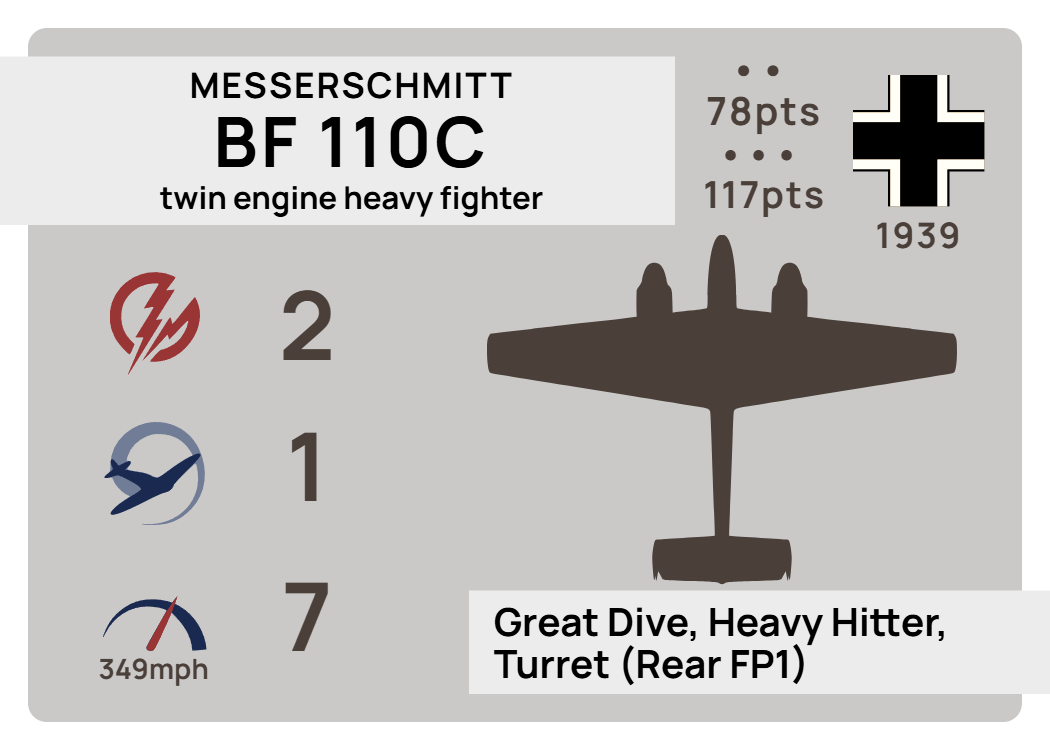 MESSERSCHMITT
BF 110C
twin engine heavy fighter
78pts
117pts
1939
2
1
7
349mph
Great Dive, Heavy Hitter,
Turret (Rear FP1)